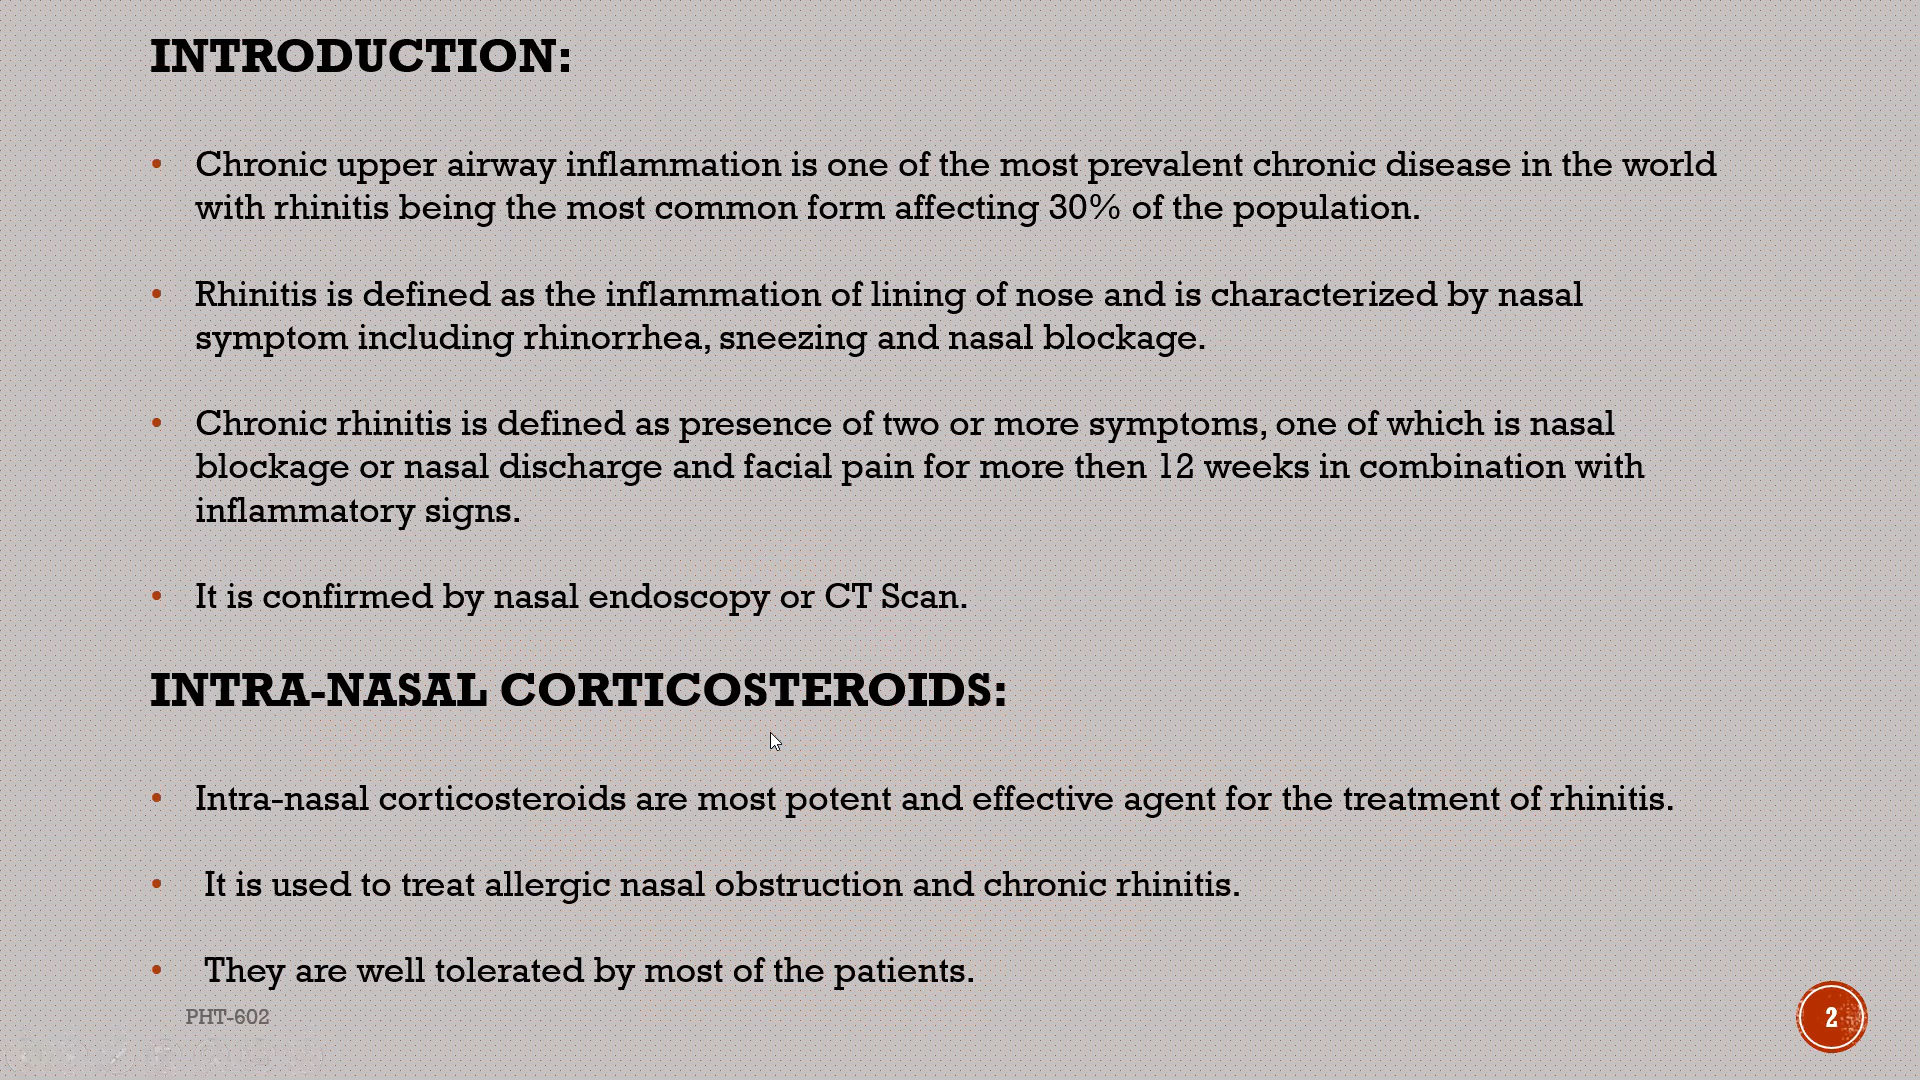 INTRODUCTION:
• Chronic upper airway inflammation is one of the most prevalent chronic disease in the world
with rhinitis being the most common form affecting 30% of the population.
• Rhinitis is defined as the inflammation of lining of nose and is characterized by nasal
symptom including rhinorrhea, sneezing and nasal blockage.
• Chronic rhinitis is defined as presence of two or more symptoms, one of which is nasal
blockage or nasal discharge and facial pain for more then 12 weeks in combination with
inflammatory signs.
• It is confirmed by nasal endoscopy or CT Scan.
INTRA-NASAL CORTICOSTEROIDS:
• Intra-nasal corticosteroids are most potent and effective agent for the treatment of rhinitis.
• It is used to treat allergic nasal obstruction and chronic rhinitis.
• They are well tolerated by most of the patients.
PHT-602
2